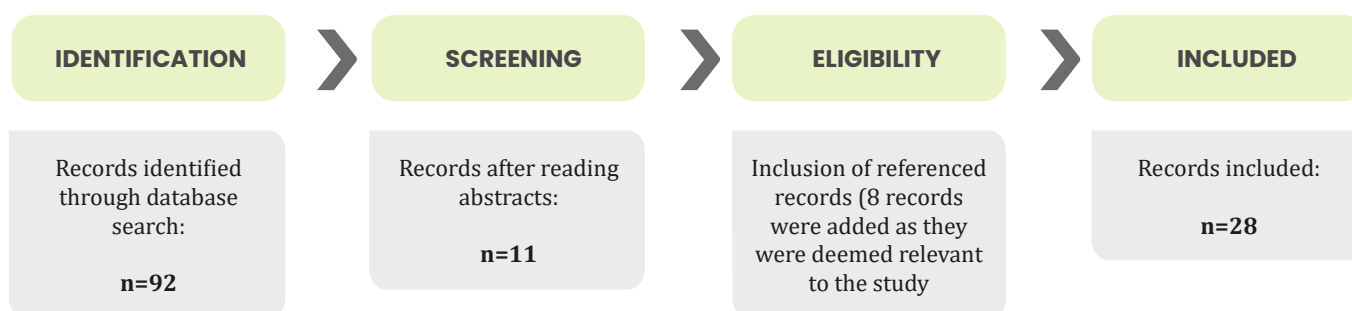 IDENTIFICATION
SCREENING
ELIGIBILITY
INCLUDED
Records identified
through database
search:
n=92
Records after reading
abstracts:
n=11
Inclusion of referenced
records (8 records
were added as they
were deemed relevant
to the study
Records included:
n=28